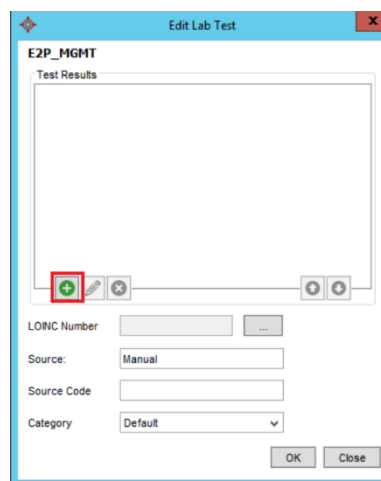 Edit Lab Test
x
E2P_MGMT
Test Results
LOINC Number
...
Source:
Manual
Source Code
Category
Default
OK
Close